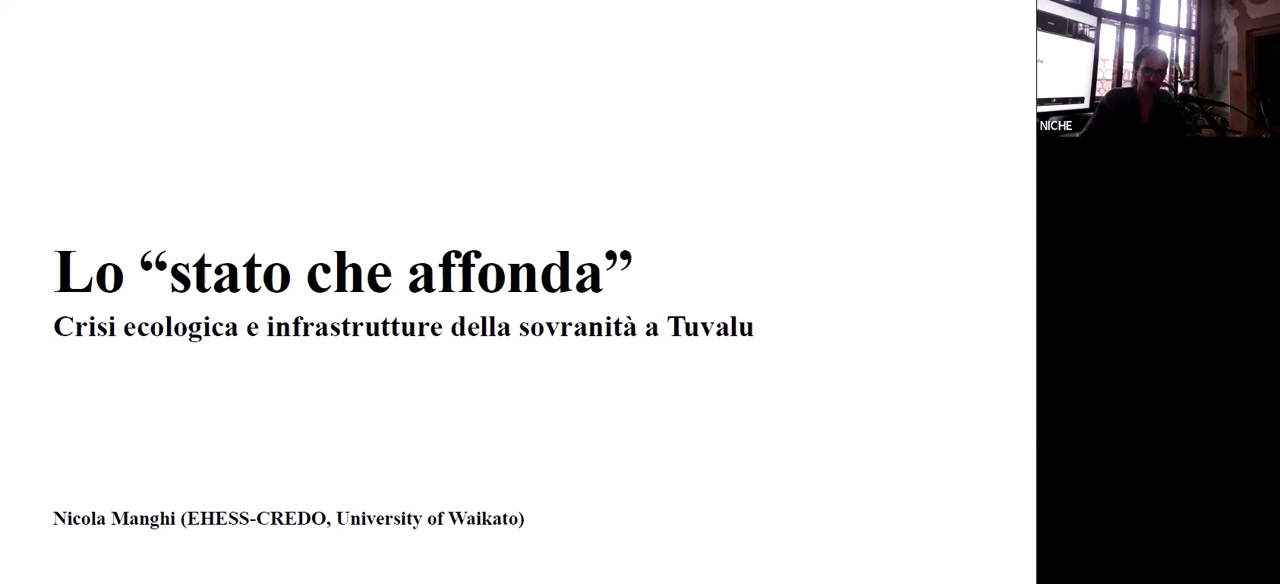 Lo “stato che affonda”
Crisi ecologica e infrastrutture della sovranità a Tuvalu
Nicola Manghi (EHESS-CREDO, University of Waikato)
NICHE